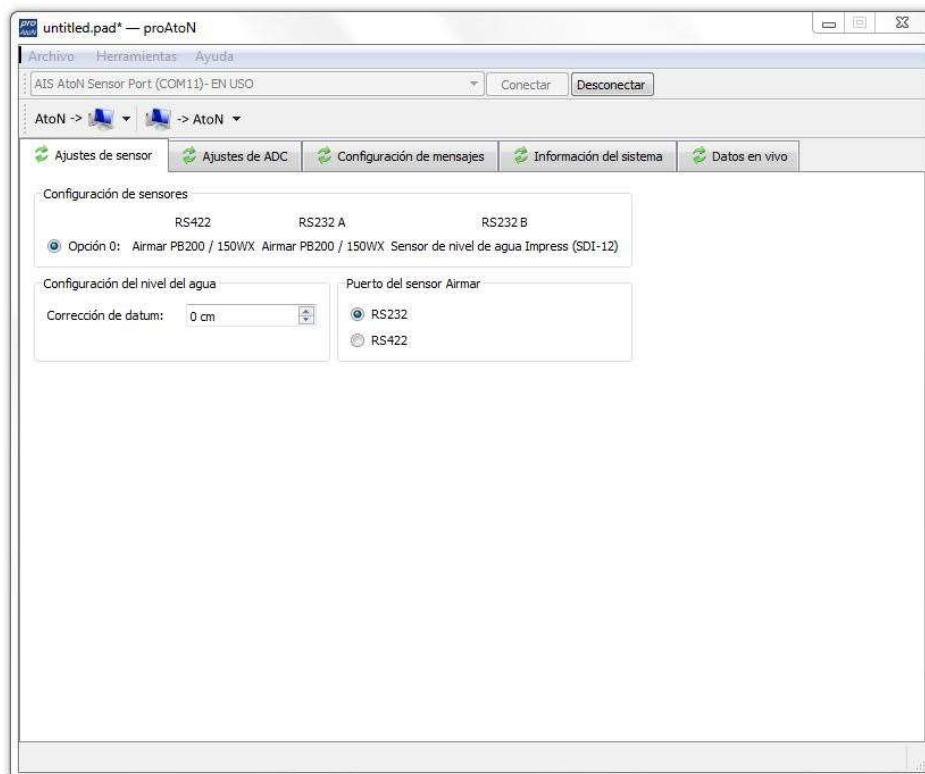 pro
AtoN
untitled.pad* — proAtoN
Archivo Herramientas Ayuda
AIS AtoN Sensor Port (COM11)- EN USO Conectar Desconectar
AtoN -> -> AtoN
Ajustes de sensor Ajustes de ADC Configuración de mensajes Información del sistema Datos en vivo
Configuración de sensores
RS422 RS232 A RS232 B
Opción 0: Airmar PB200 / 150WX Airmar PB200 / 150WX Sensor de nivel de agua Impress (SDI-12)
Configuración del nivel del agua Puerto del sensor Airmar
Corrección de datum: 0 cm RS232
RS422